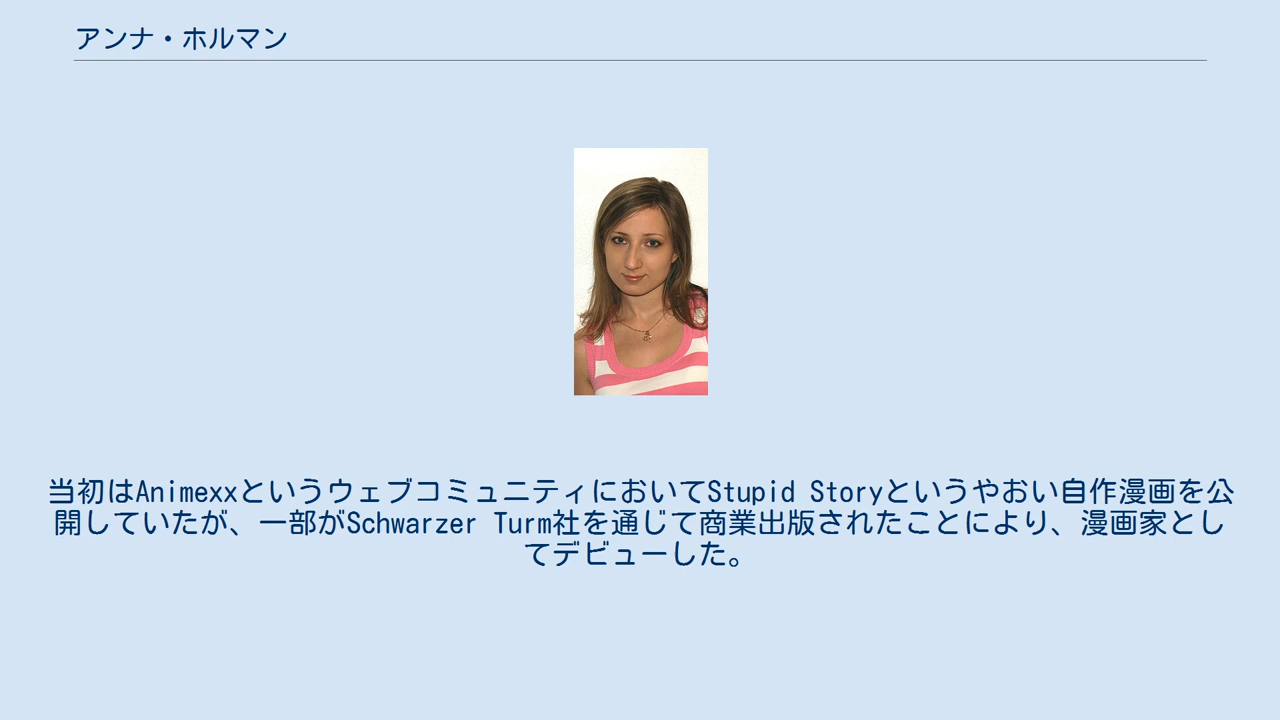 アンナ・ホルマン
当初はAnimexxというウェブコミュニティにおいてStupid Storyというやおい自作漫画を公
開していたが、一部がSchwarzer Turm社を通じて商業出版されたことにより、漫画家とし
てデビューした。